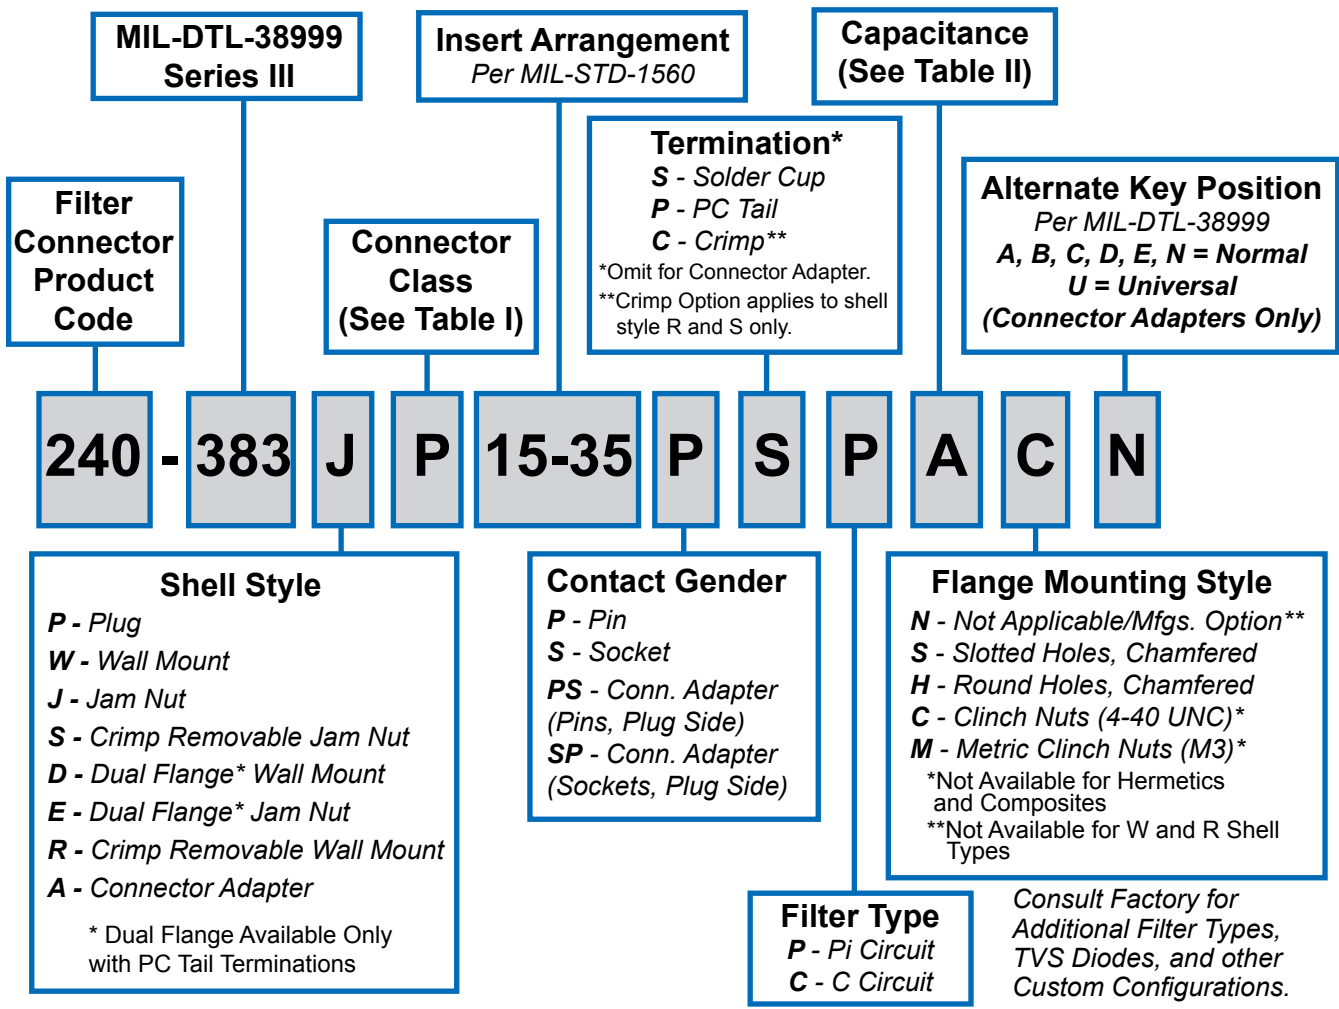 MIL-DTL-38999
Series III
Insert Arrangement
Per MIL-STD-1560
Capacitance
(See Table II)
Filter
Connector
Product
Code
Connector
Class
(See Table I)
Termination*
S - Solder Cup
P - PC Tail
C - Crimp**
*Omit for Connector Adapter.
**Crimp Option applies to shell
style R and S only.
Alternate Key Position
Per MIL-DTL-38999
A, B, C, D, E, N = Normal
U = Universal
(Connector Adapters Only)
240 - 383 J P 15-35 P S P A C N
Shell Style
P - Plug
W - Wall Mount
J - Jam Nut
S - Crimp Removable Jam Nut
D - Dual Flange* Wall Mount
E - Dual Flange* Jam Nut
R - Crimp Removable Wall Mount
A - Connector Adapter
* Dual Flange Available Only
with PC Tail Terminations
Contact Gender
P - Pin
S - Socket
PS - Conn. Adapter
(Pins, Plug Side)
SP - Conn. Adapter
(Sockets, Plug Side)
Filter Type
P - Pi Circuit
C - C Circuit
Flange Mounting Style
N - Not Applicable/Mfgs. Option**
S - Slotted Holes, Chamfered
H - Round Holes, Chamfered
C - Clinch Nuts (4-40 UNC)*
M - Metric Clinch Nuts (M3)*
*Not Available for Hermetics
and Composites
**Not Available for W and R Shell
Types
Consult Factory for
Additional Filter Types,
TVS Diodes, and other
Custom Configurations.